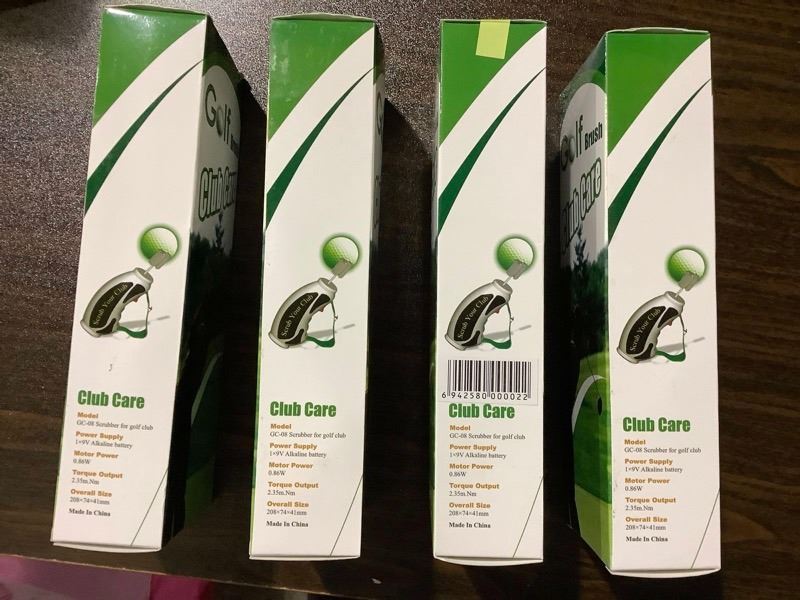 Golf Brush
Club Care
Scrub Your Club
Club Care
Model
GC-08 Scrubber for golf club
Power Supply
1×9V Alkaline battery
Motor Power
0.86W
Torque Output
2.35m.Nm
Overall Size
208×74×41mm
Made In China
Scrub Your Club
Club Care
Model
GC-08 Scrubber for golf club
Power Supply
1×9V Alkaline battery
Motor Power
0.86W
Torque Output
2.35m.Nm
Overall Size
208×74×41mm
Made In China
Scrub Your Club
6 942580 000022
Club Care
Model
GC-08 Scrubber for golf club
Power Supply
1×9V Alkaline battery
Motor Power
0.86W
Torque Output
2.35m.Nm
Overall Size
208×74×41mm
Made In China
Golf Brush
Club Care
Scrub Your Club
Club Care
Model
GC-08 Scrubber for golf club
Power Supply
1×9V Alkaline battery
Motor Power
0.86W
Torque Output
2.35m.Nm
Overall Size
208×74×41mm
Made In China